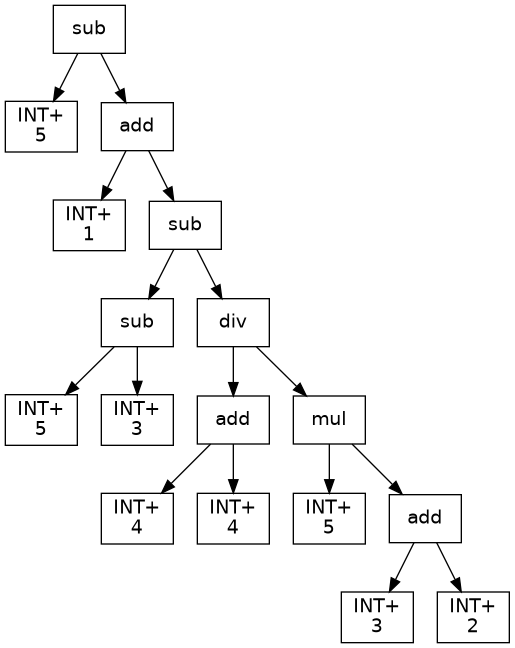 sub
INT+
5
add
INT+
1
sub
sub
div
INT+
5
INT+
3
add
mul
INT+
4
INT+
4
INT+
5
add
INT+
3
INT+
2